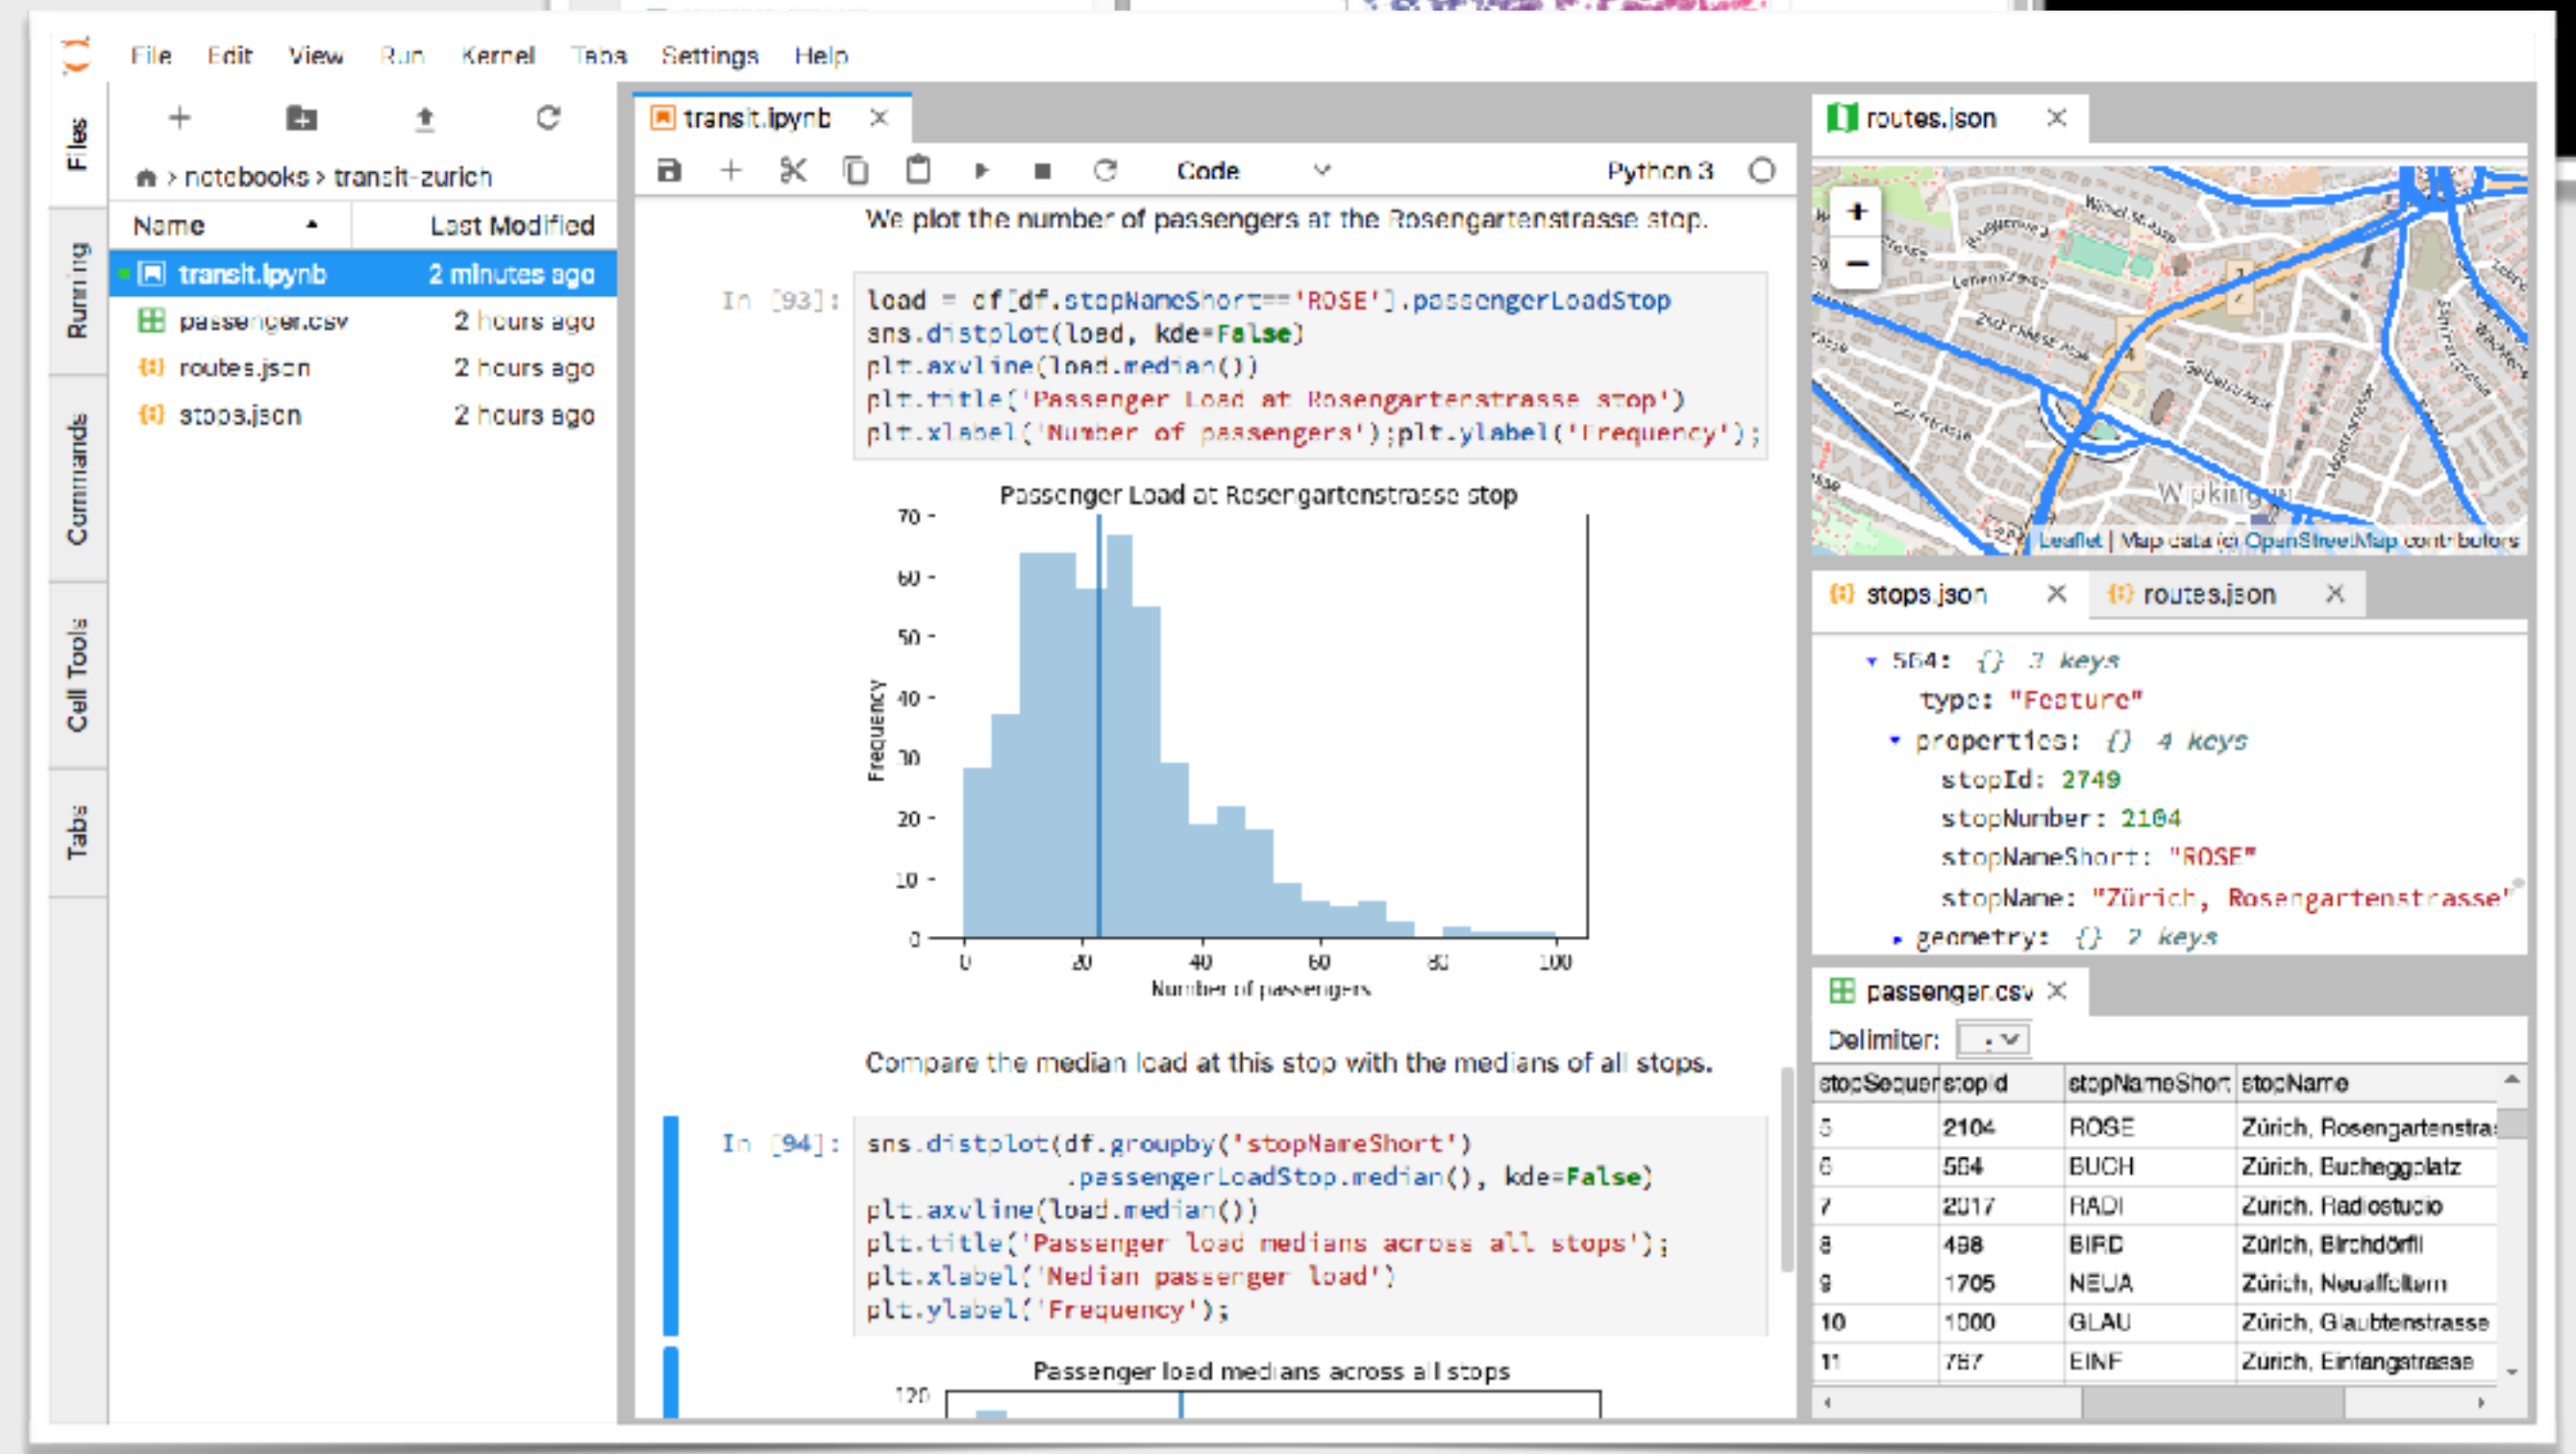 File Edit View Run Kernel Tabs Settings Help
Files
Running
Commands
Cell Tools
Tabs
> notebooks > transit-zurich
Name Last Modified
transit.ipynb 2 minutes ago
passenger.csv 2 hours ago
routes.json 2 hours ago
stops.json 2 hours ago
transit.ipynb
Code Python 3
We plot the number of passengers at the Rosengartenstrasse stop.
In [93]: load = df[df.stopNameShort=='ROSE'].passengerLoadStop
sns.distplot(load, kde=False)
plt.axvline(load.median())
plt.title('Passenger Load at Rosengartenstrasse stop')
plt.xlabel('Number of passengers');plt.ylabel('Frequency');
Passenger Load at Rosengartenstrasse stop
70
60
50
40
30
20
10
0
Frequency
0 20 40 60 80 100
Number of passengers
Compare the median load at this stop with the medians of all stops.
In [94]: sns.distplot(df.groupby('stopNameShort')
.passengerLoadStop.median(), kde=False)
plt.axvline(load.median())
plt.title('Passenger load medians across all stops');
plt.xlabel('Median passenger load')
plt.ylabel('Frequency');
Passenger load medians across all stops
120
routes.json
+
−
Wipkingen
Leaflet | Map data (c) OpenStreetMap contributors
stops.json routes.json
564: {} 3 keys
type: "Feature"
properties: {} 4 keys
stopId: 2749
stopNumber: 2104
stopNameShort: "ROSE"
stopName: "Zürich, Rosengartenstrasse"
geometry: {} 2 keys
passenger.csv
Delimiter: ;
stopSequer stopId stopNameShort stopName
5 2104 ROSE Zürich, Rosengartenstras
6 564 BUCH Zürich, Bucheggplatz
7 2017 RADI Zürich, Radiostudio
8 498 BIRD Zürich, Birchdörfli
9 1705 NEUA Zürich, Neuaffoltern
10 1000 GLAU Zürich, Glaubtenstrasse
11 767 EINF Zürich, Einfangstrasse